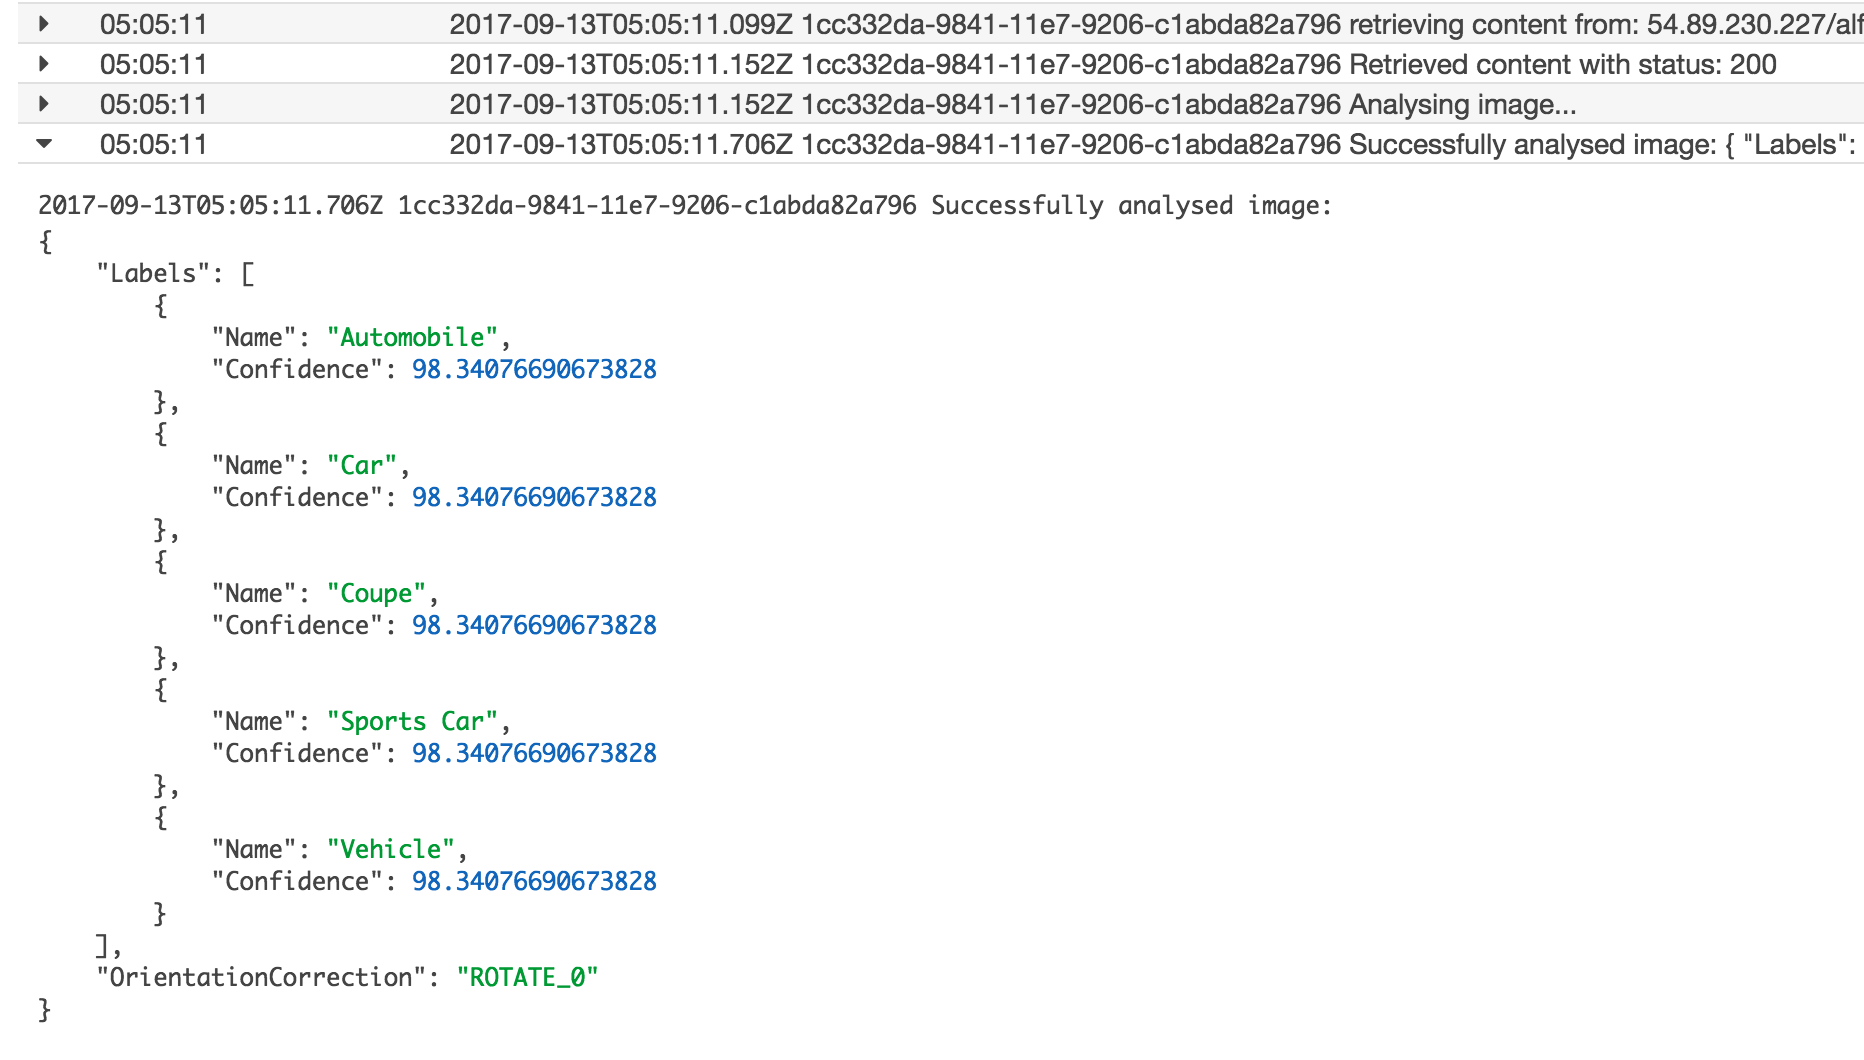 05:05:11 2017-09-13T05:05:11.099Z 1cc332da-9841-11e7-9206-c1abda82a796 retrieving content from: 54.89.230.227/alf
05:05:11 2017-09-13T05:05:11.152Z 1cc332da-9841-11e7-9206-c1abda82a796 Retrieved content with status: 200
05:05:11 2017-09-13T05:05:11.152Z 1cc332da-9841-11e7-9206-c1abda82a796 Analysing image...
05:05:11 2017-09-13T05:05:11.706Z 1cc332da-9841-11e7-9206-c1abda82a796 Successfully analysed image: { "Labels":
2017-09-13T05:05:11.706Z 1cc332da-9841-11e7-9206-c1abda82a796 Successfully analysed image:
{
    "Labels": [
        {
            "Name": "Automobile",
            "Confidence": 98.34076690673828
        },
        {
            "Name": "Car",
            "Confidence": 98.34076690673828
        },
        {
            "Name": "Coupe",
            "Confidence": 98.34076690673828
        },
        {
            "Name": "Sports Car",
            "Confidence": 98.34076690673828
        },
        {
            "Name": "Vehicle",
            "Confidence": 98.34076690673828
        }
    ],
    "OrientationCorrection": "ROTATE_0"
}